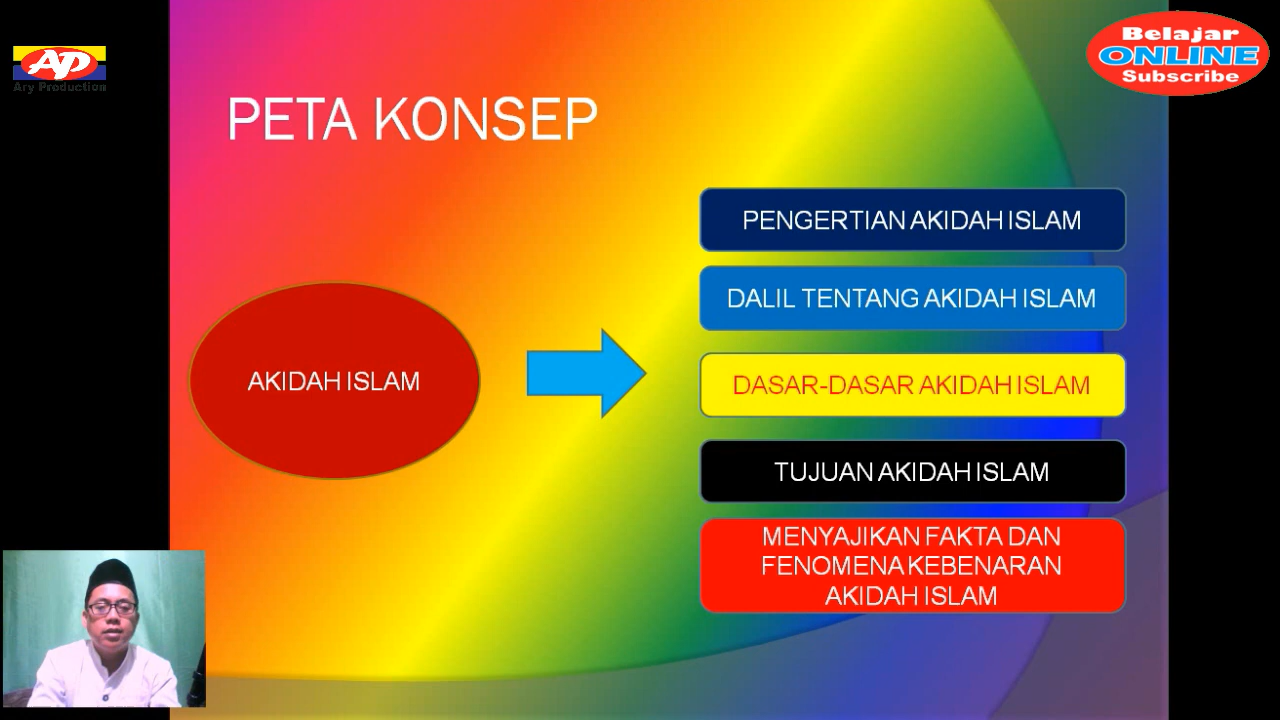 AP
Ary Production
Belajar
ONLINE
Subscribe
PETA KONSEP
AKIDAH ISLAM
PENGERTIAN AKIDAH ISLAM
DALIL TENTANG AKIDAH ISLAM
DASAR-DASAR AKIDAH ISLAM
TUJUAN AKIDAH ISLAM
MENYAJIKAN FAKTA DAN
FENOMENA KEBENARAN
AKIDAH ISLAM